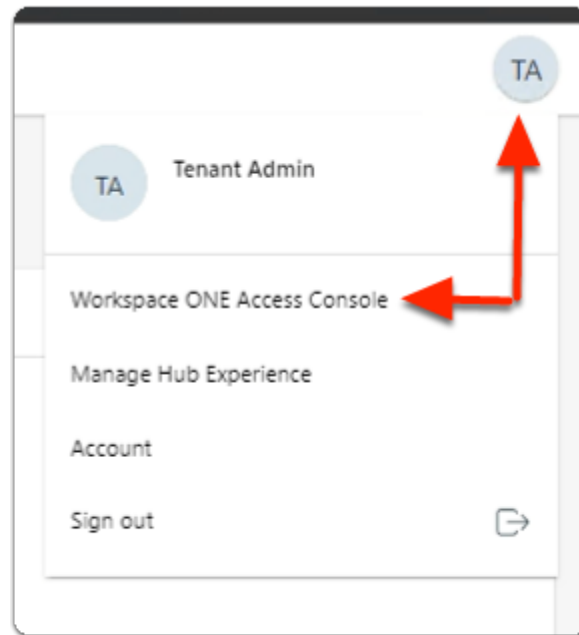 TA
TA
Tenant Admin
Workspace ONE Access Console
Manage Hub Experience
Account
Sign out